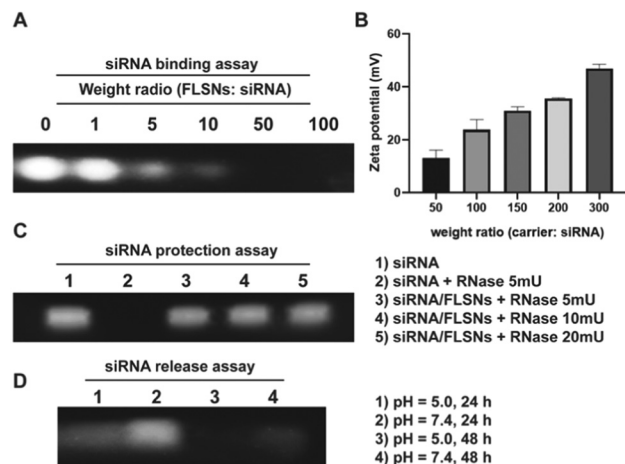 A
siRNA binding assay
Weight radio (FLSNs: siRNA)
0 1 5 10 50 100
B
Zeta potential (mV)
60
40
20
0
50 100 150 200 300
weight ratio (carrier: siRNA)
C
siRNA protection assay
1 2 3 4 5
1) siRNA
2) siRNA + RNase 5mU
3) siRNA/FLSNs + RNase 5mU
4) siRNA/FLSNs + RNase 10mU
5) siRNA/FLSNs + RNase 20mU
D
siRNA release assay
1 2 3 4
1) pH = 5.0, 24 h
2) pH = 7.4, 24 h
3) pH = 5.0, 48 h
4) pH = 7.4, 48 h